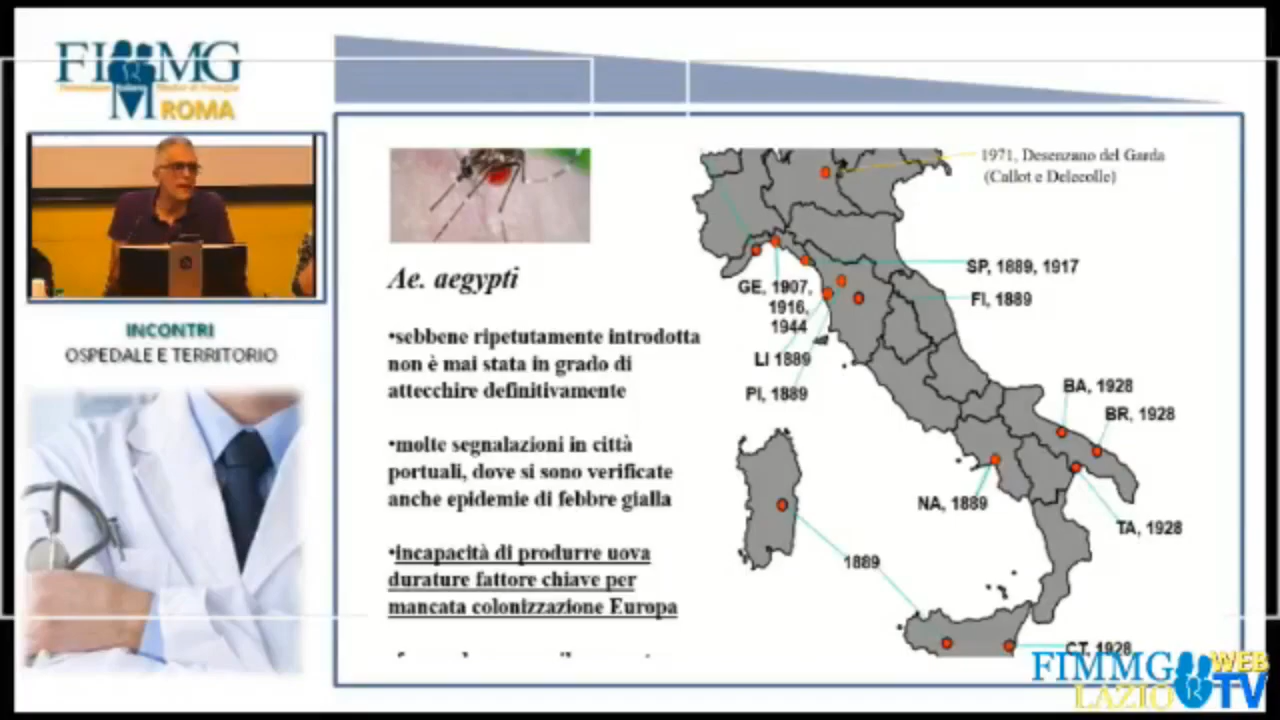 FIMMG
ROMA
INCONTRI
OSPEDALE E TERRITORIO
Ae. aegypti
•sebbene ripetutamente introdotta
non è mai stata in grado di
attecchire definitivamente
•molte segnalazioni in città
portuali, dove si sono verificate
anche epidemie di febbre gialla
•incapacità di produrre uova
durature fattore chiave per
mancata colonizzazione Europa
1971, Desenzano del Garda
(Callot e Delecolle)
SP, 1889, 1917
FI, 1889
GE, 1907,
1916,
1944
LI 1889
PI, 1889
BA, 1928
BR, 1928
NA, 1889
TA, 1928
1889
CT, 1928
FIMMG WEB
LAZIO TV